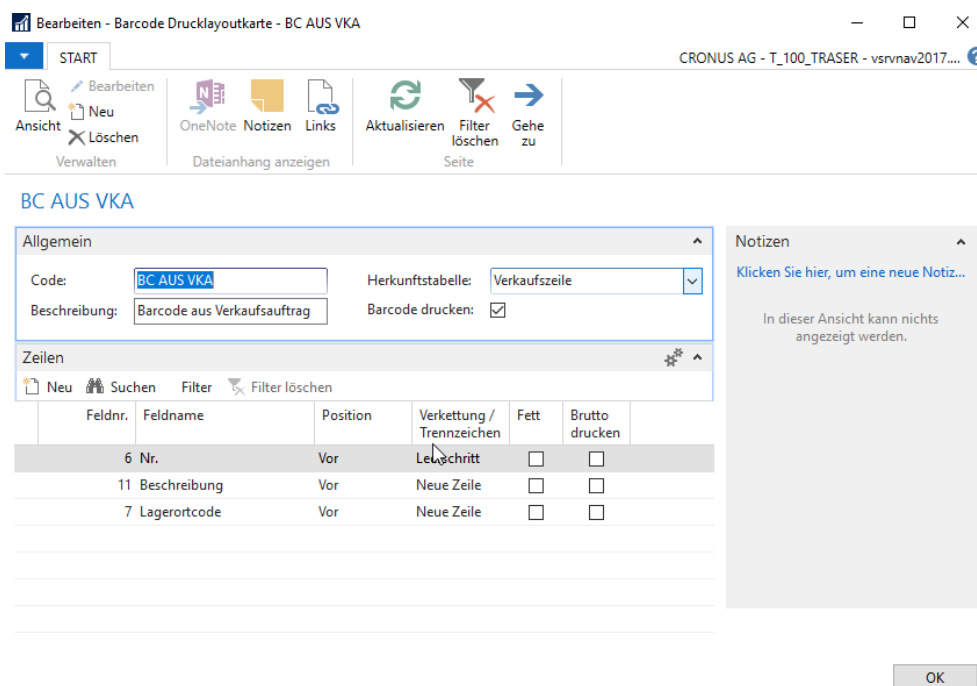 Bearbeiten - Barcode Drucklayoutkarte - BC AUS VKA
START
CRONUS AG - T_100_TRASER - vsrvnav2017....
Ansicht
Bearbeiten
Neu
Löschen
Verwalten
OneNote Notizen Links
Dateianhang anzeigen
Aktualisieren Filter löschen Gehe zu
Seite
BC AUS VKA
Allgemein
Code: BC AUS VKA Herkunftstabelle: Verkaufszeile
Beschreibung: Barcode aus Verkaufsauftrag Barcode drucken:
Zeilen
Neu Suchen Filter Filter löschen
Feldnr. Feldname Position Verkettung / Trennzeichen Fett Brutto drucken
6 Nr. Vor
11 Beschreibung Vor Neue Zeile
7 Lagerortcode Vor Neue Zeile
Notizen
Klicken Sie hier, um eine neue Notiz...
In dieser Ansicht kann nichts
angezeigt werden.
OK